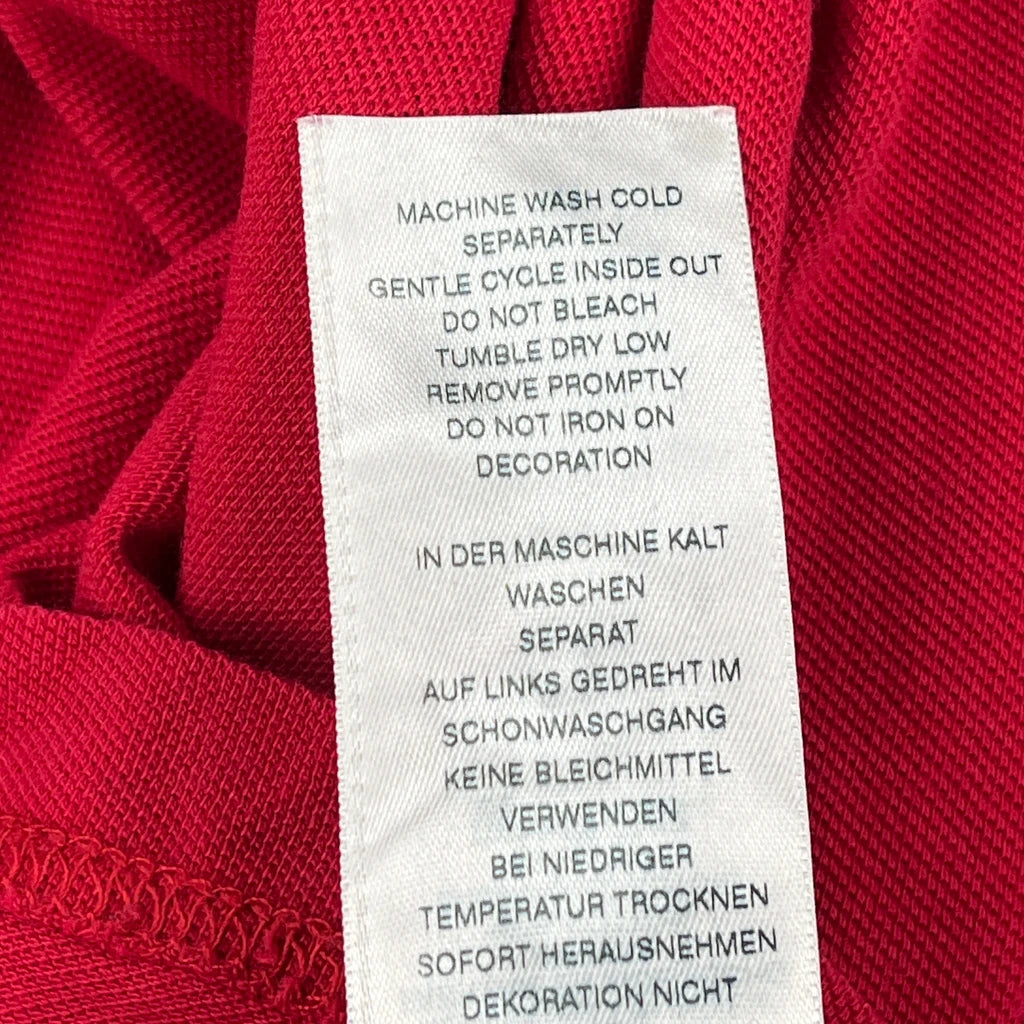 MACHINE WASH COLD
SEPARATELY
GENTLE CYCLE INSIDE OUT
DO NOT BLEACH
TUMBLE DRY LOW
REMOVE PROMPTLY
DO NOT IRON ON
DECORATION
IN DER MASCHINE KALT
WASCHEN
SEPARAT
AUF LINKS GEDREHT IM
SCHONWASCHGANG
KEINE BLEICHMITTEL
VERWENDEN
BEI NIEDRIGER
TEMPERATUR TROCKNEN
SOFORT HERAUSNEHMEN
DEKORATION NICHT